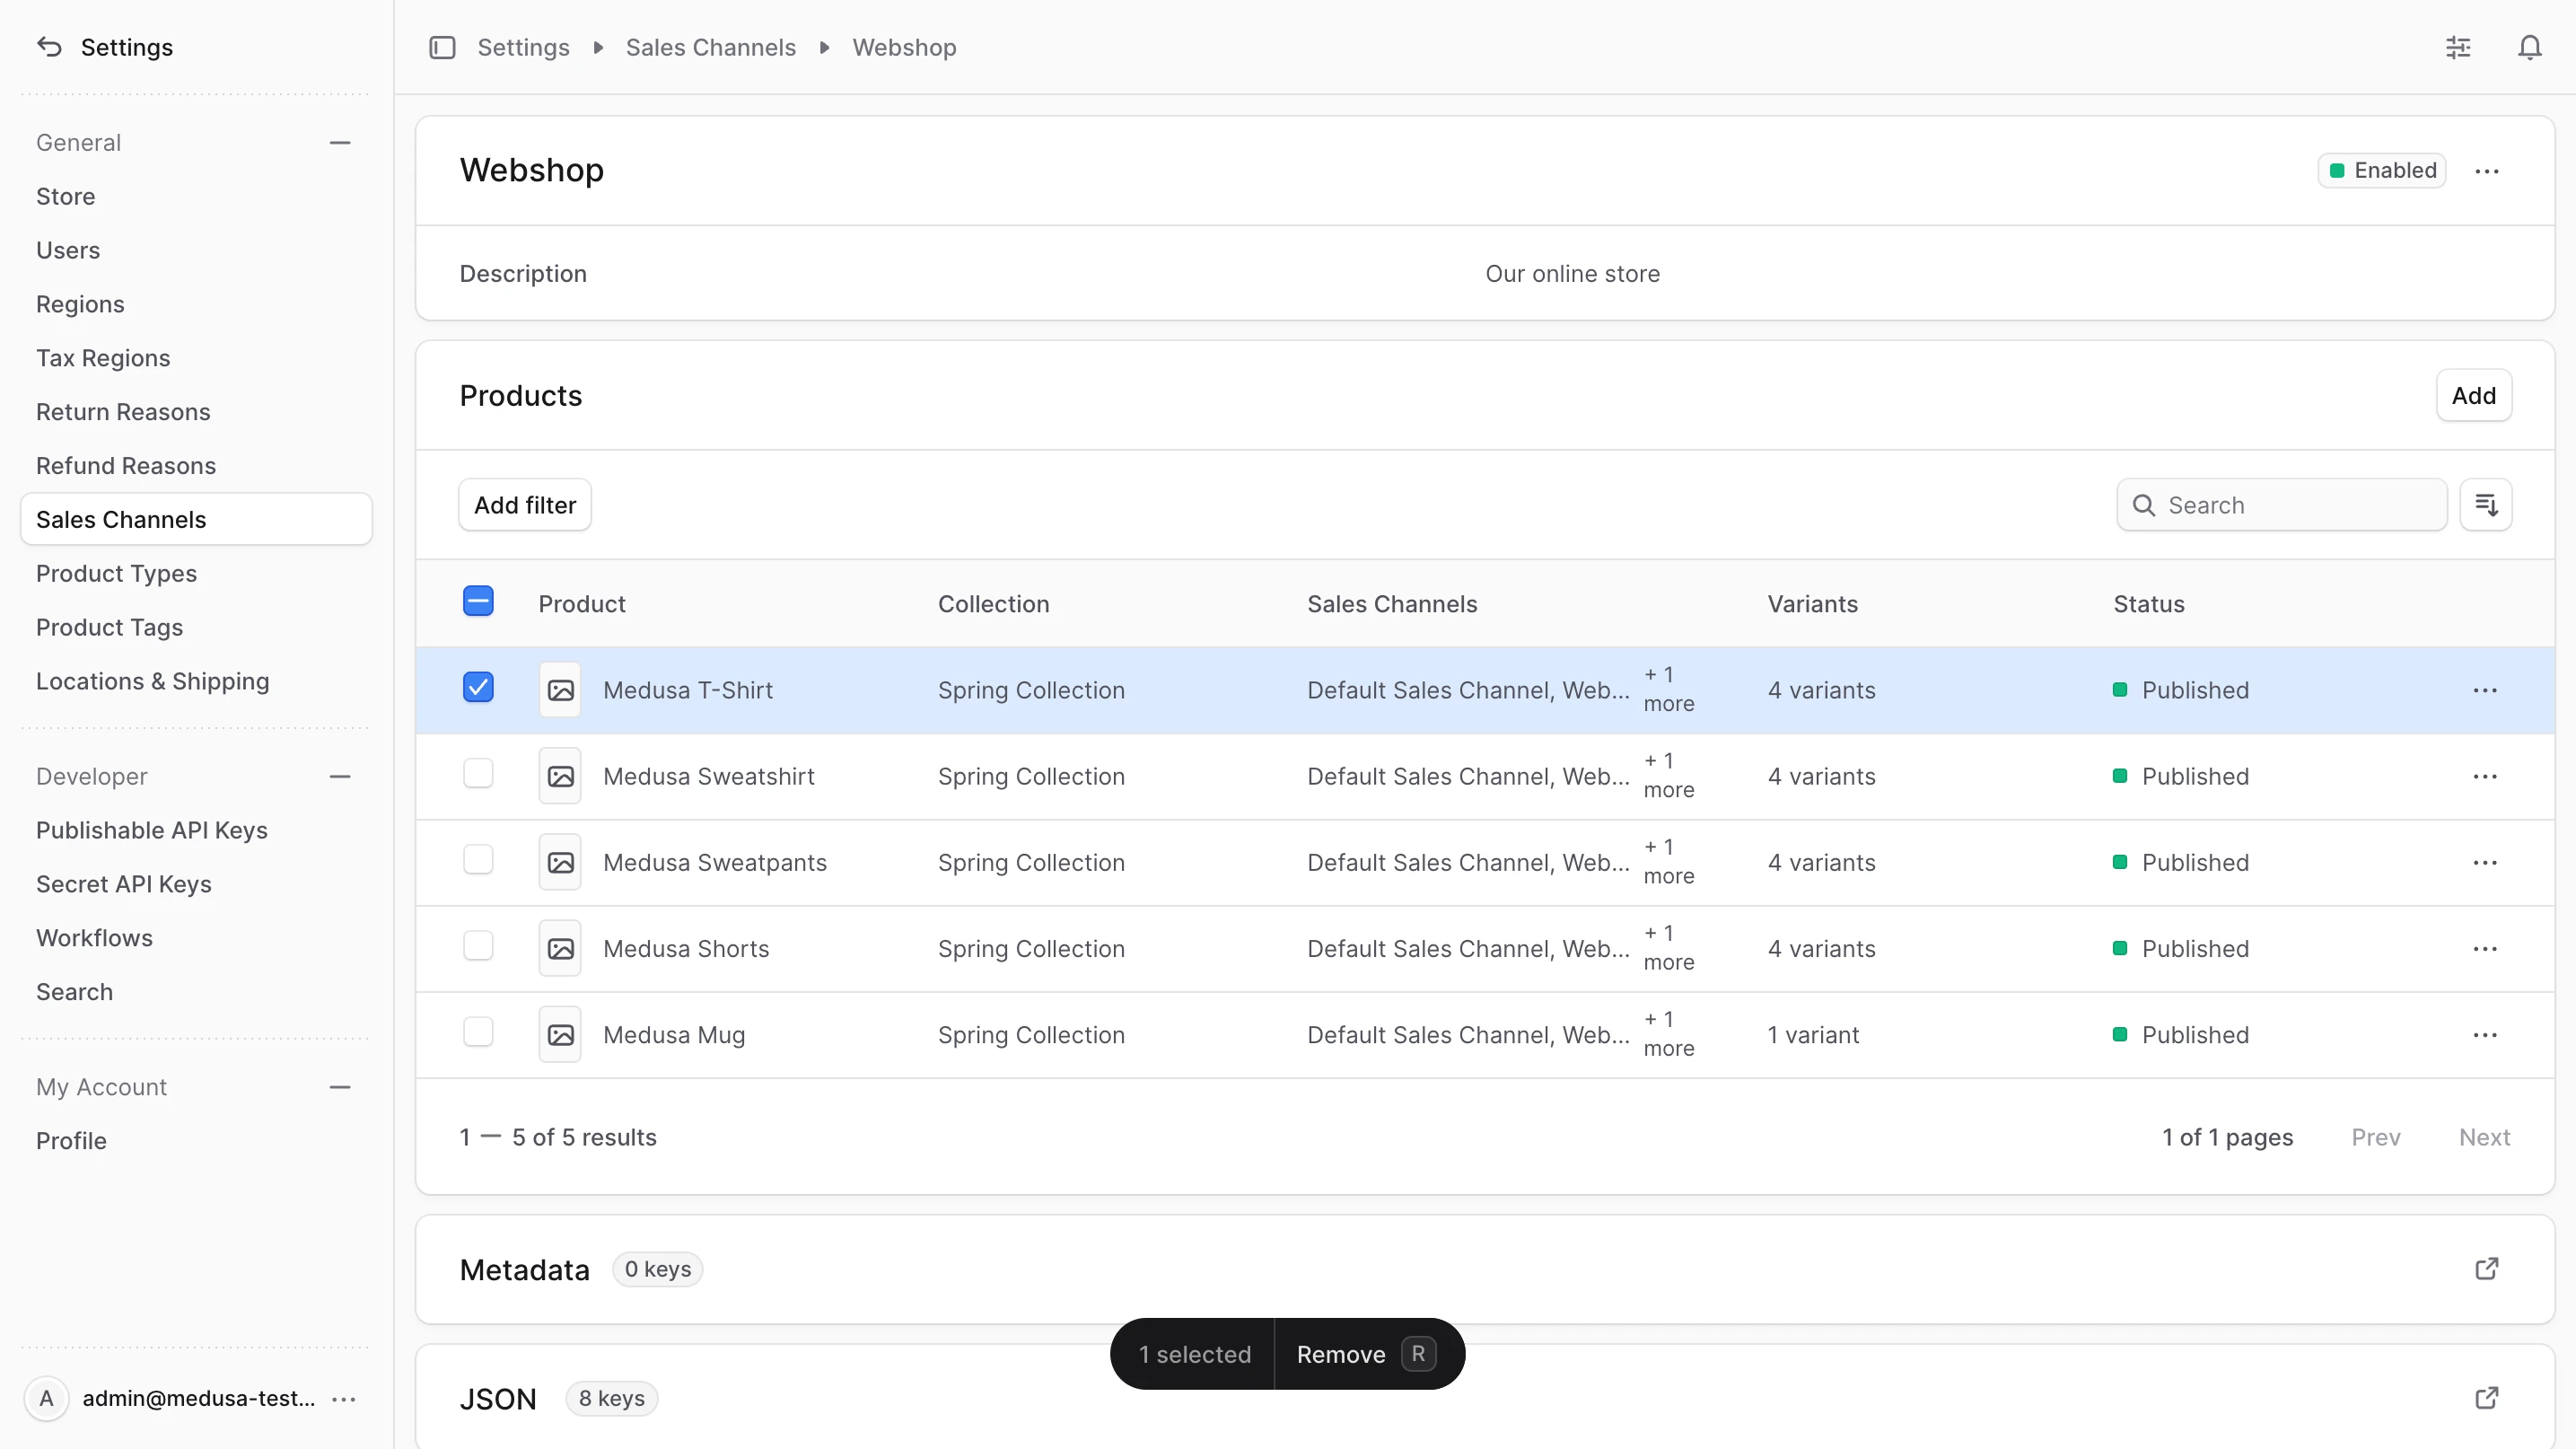 Settings
General
Store
Users
Regions
Tax Regions
Return Reasons
Refund Reasons
Sales Channels
Product Types
Product Tags
Locations & Shipping
Developer
Publishable API Keys
Secret API Keys
Workflows
Search
My Account
Profile
A admin@medusa-test...
Settings Sales Channels Webshop
Webshop Enabled
Description Our online store
Products Add
Add filter Search
Product Collection Sales Channels Variants Status
Medusa T-Shirt Spring Collection Default Sales Channel, Web... + 1 more 4 variants Published
Medusa Sweatshirt Spring Collection Default Sales Channel, Web... + 1 more 4 variants Published
Medusa Sweatpants Spring Collection Default Sales Channel, Web... + 1 more 4 variants Published
Medusa Shorts Spring Collection Default Sales Channel, Web... + 1 more 4 variants Published
Medusa Mug Spring Collection Default Sales Channel, Web... + 1 more 1 variant Published
1 — 5 of 5 results 1 of 1 pages Prev Next
Metadata 0 keys
1 selected Remove R
JSON 8 keys